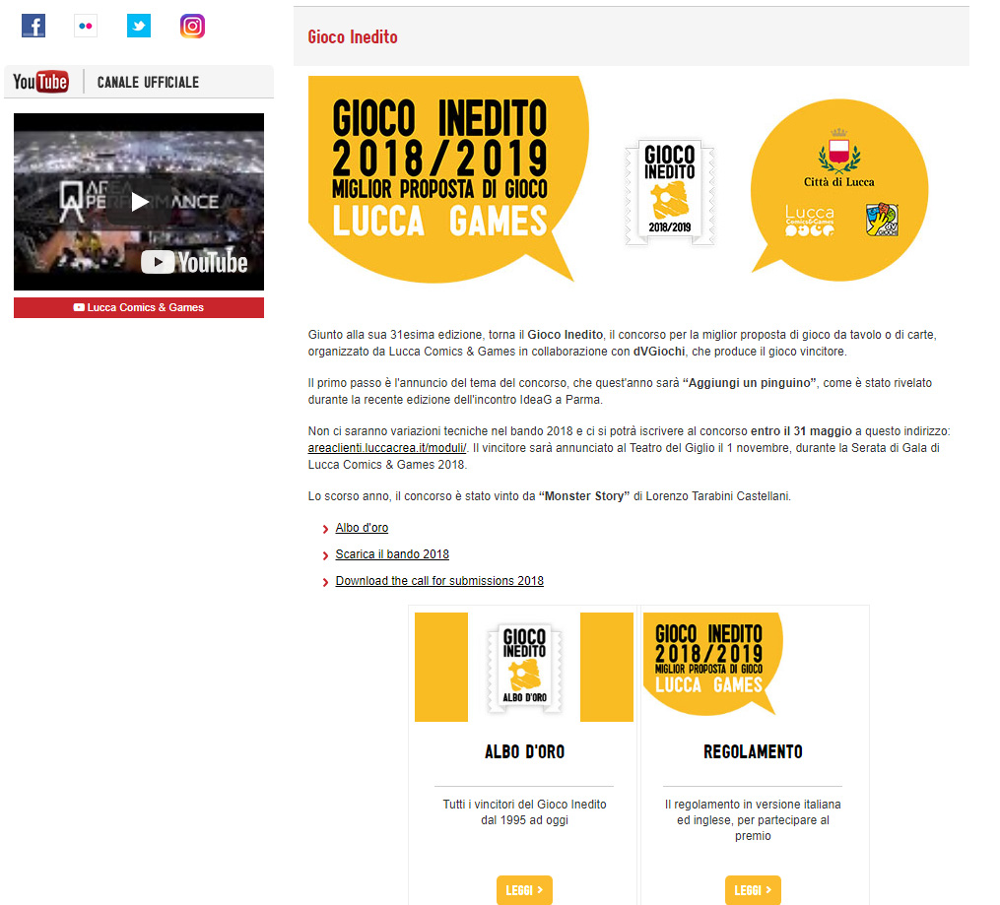 You Tube
CANALE UFFICIALE
AREA
PERFORMANCE
YouTube
Lucca Comics & Games
Gioco Inedito
GIOCO INEDITO
2018/2019
MIGLIOR PROPOSTA DI GIOCO
LUCCA GAMES
GIOCO
INEDITO
2018/2019
Città di Lucca
Lucca
Comics&Games
dV
GIOCHI
Giunto alla sua 31esima edizione, torna il Gioco Inedito, il concorso per la miglior proposta di gioco da tavolo o di carte,
organizzato da Lucca Comics & Games in collaborazione con dVGiochi, che produce il gioco vincitore.
Il primo passo è l'annuncio del tema del concorso, che quest'anno sarà “Aggiungi un pinguino”, come è stato rivelato
durante la recente edizione dell'incontro IdeaG a Parma.
Non ci saranno variazioni tecniche nel bando 2018 e ci si potrà iscrivere al concorso entro il 31 maggio a questo indirizzo:
areaclienti.luccacrea.it/moduli/. Il vincitore sarà annunciato al Teatro del Giglio il 1 novembre, durante la Serata di Gala di
Lucca Comics & Games 2018.
Lo scorso anno, il concorso è stato vinto da “Monster Story” di Lorenzo Tarabini Castellani.
Albo d'oro
Scarica il bando 2018
Download the call for submissions 2018
GIOCO
INEDITO
ALBO D'ORO
GIOCO INEDITO
2018/2019
MIGLIOR PROPOSTA DI GIOCO
LUCCA GAMES
ALBO D'ORO
Tutti i vincitori del Gioco Inedito
dal 1995 ad oggi
LEGGI >
REGOLAMENTO
Il regolamento in versione italiana
ed inglese, per partecipare al
premio
LEGGI >